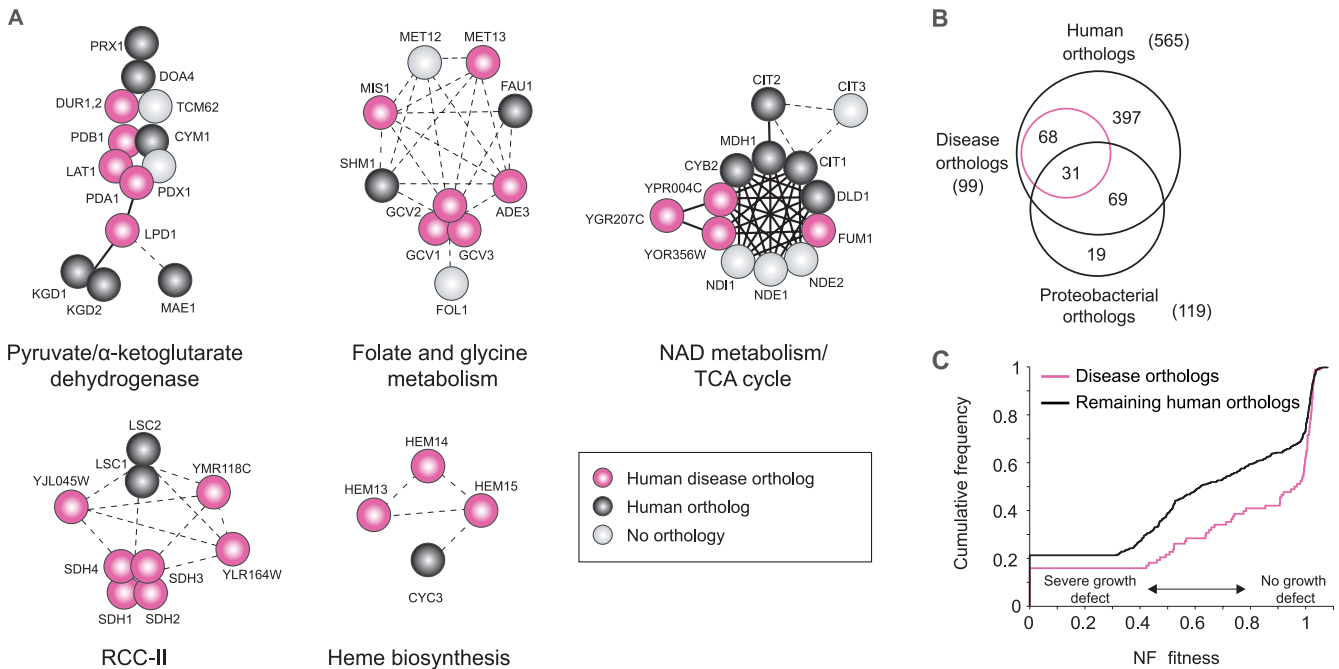 A
PRX1
DOA4
DUR1,2
TCM62
PDB1
CYM1
LAT1
PDA1
PDX1
LPD1
KGD1
KGD2
MAE1
Pyruvate/α-ketoglutarate
dehydrogenase
MET12
MET13
MIS1
FAU1
SHM1
GCV2
ADE3
GCV1
GCV3
FOL1
Folate and glycine
metabolism
CIT2
CIT3
MDH1
CYB2
CIT1
YPR004C
DLD1
YGR207C
YOR356W
FUM1
NDI1
NDE1
NDE2
NAD metabolism/
TCA cycle
LSC2
LSC1
YJL045W
YMR118C
SDH4
SDH3
YLR164W
SDH1
SDH2
RCC-II
HEM14
HEM13
HEM15
CYC3
Heme biosynthesis
Human disease ortholog
Human ortholog
No orthology
B
Human
orthologs
(565)
397
68
Disease
orthologs
(99)
31
69
19
Proteobacterial
orthologs
(119)
C
Disease orthologs
Remaining human orthologs
Cumulative frequency
1
0.8
0.6
0.4
0.2
0
Severe growth
defect
No growth
defect
0 0.2 0.4 0.6 0.8 1
NF fitness